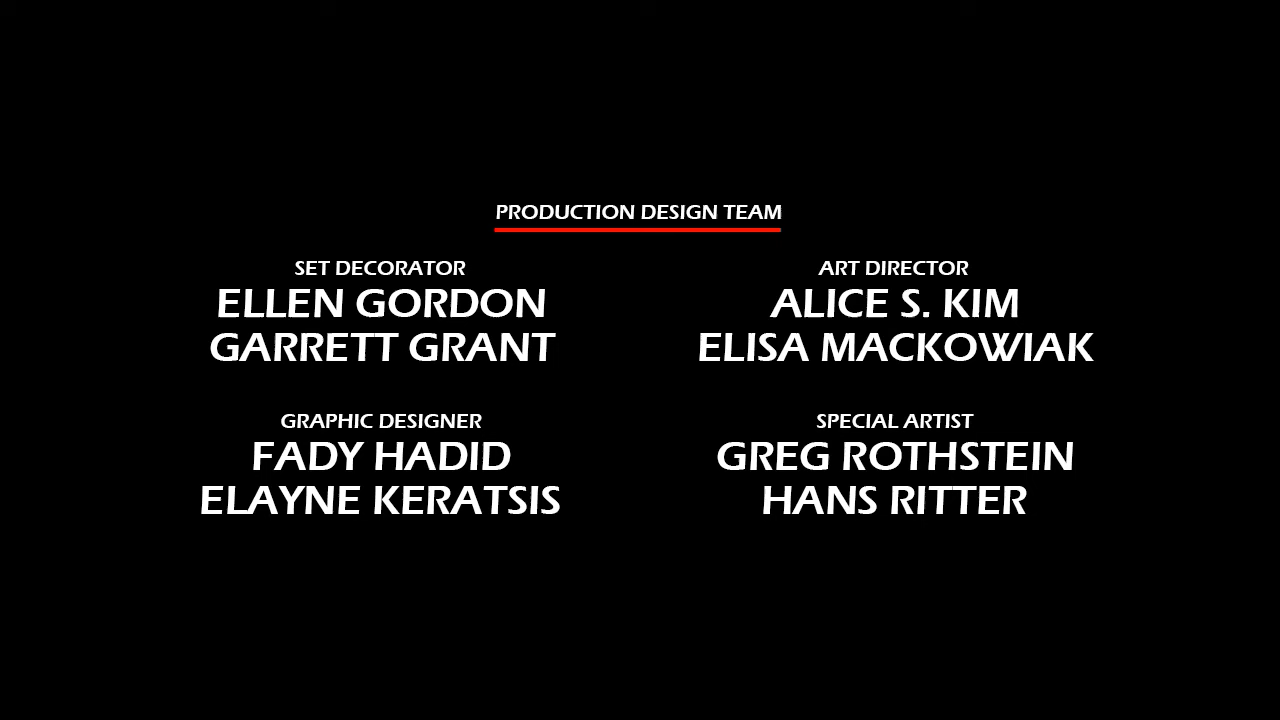 PRODUCTION DESIGN TEAM
SET DECORATOR
ELLEN GORDON
GARRETT GRANT
ART DIRECTOR
ALICE S. KIM
ELISA MACKOWIAK
GRAPHIC DESIGNER
FADY HADID
ELAYNE KERATSIS
SPECIAL ARTIST
GREG ROTHSTEIN
HANS RITTER